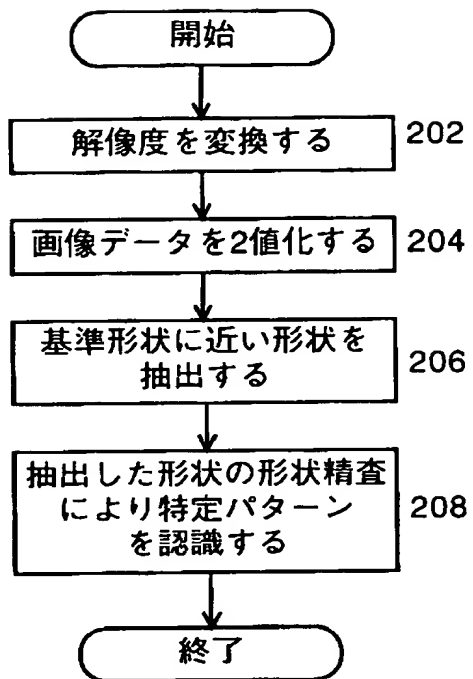 開始
解像度を変換する
202
画像データを2値化する
204
基準形状に近い形状を
抽出する
206
抽出した形状の形状精査
により特定パターン
を認識する
208
終了